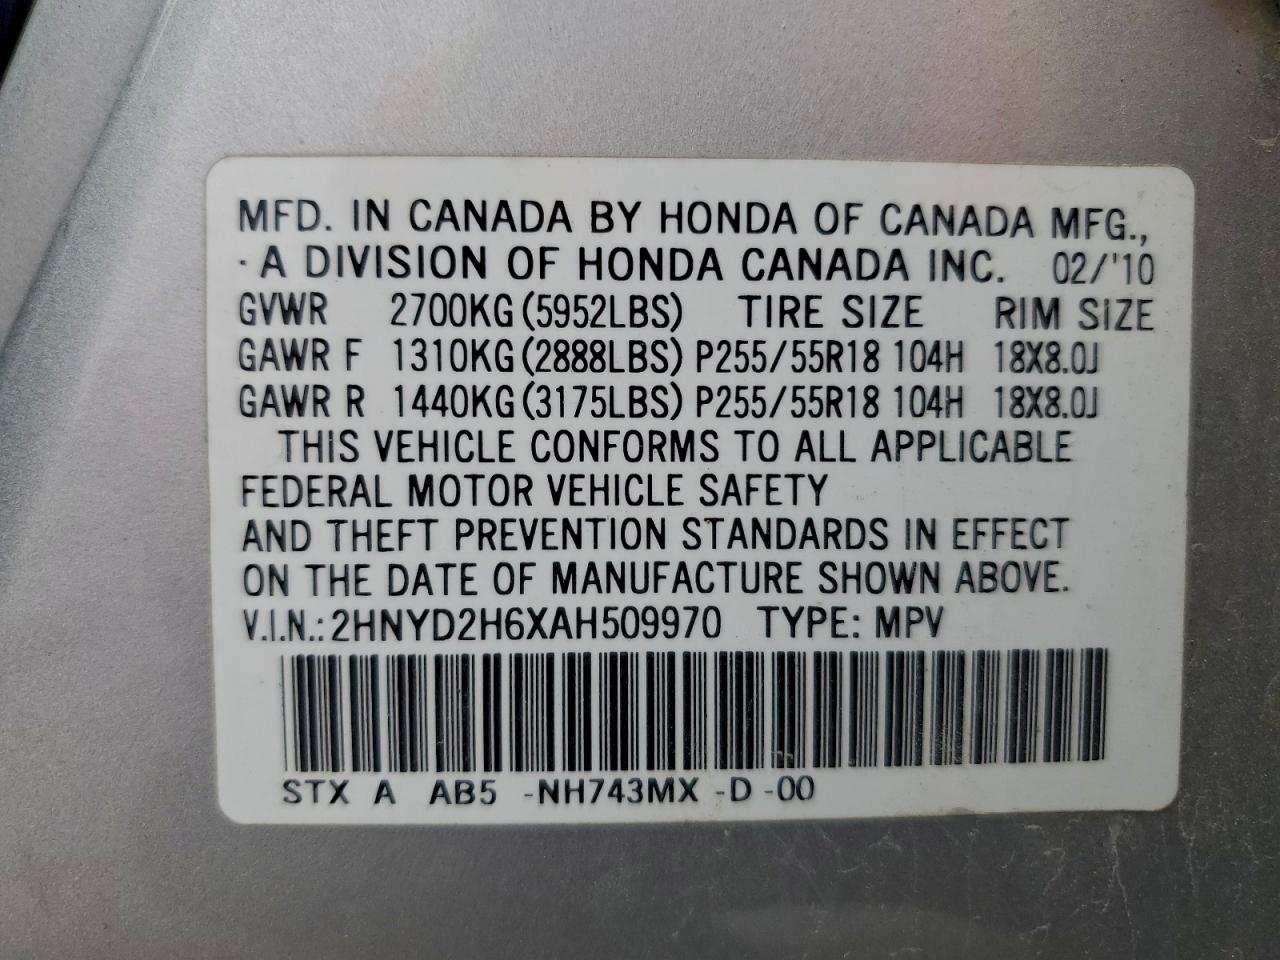 MFD. IN CANADA BY HONDA OF CANADA MFG.,
·A DIVISION OF HONDA CANADA INC. 02/'10
GVWR 2700KG(5952LBS) TIRE SIZE RIM SIZE
GAWR F 1310KG(2888LBS) P255/55R18 104H 18X8.0J
GAWR R 1440KG(3175LBS) P255/55R18 104H 18X8.0J
THIS VEHICLE CONFORMS TO ALL APPLICABLE
FEDERAL MOTOR VEHICLE SAFETY
AND THEFT PREVENTION STANDARDS IN EFFECT
ON THE DATE OF MANUFACTURE SHOWN ABOVE.
V.I.N.: 2HNYD2H6XAH509970 TYPE: MPV
STX A AB5 -NH743MX -D -00